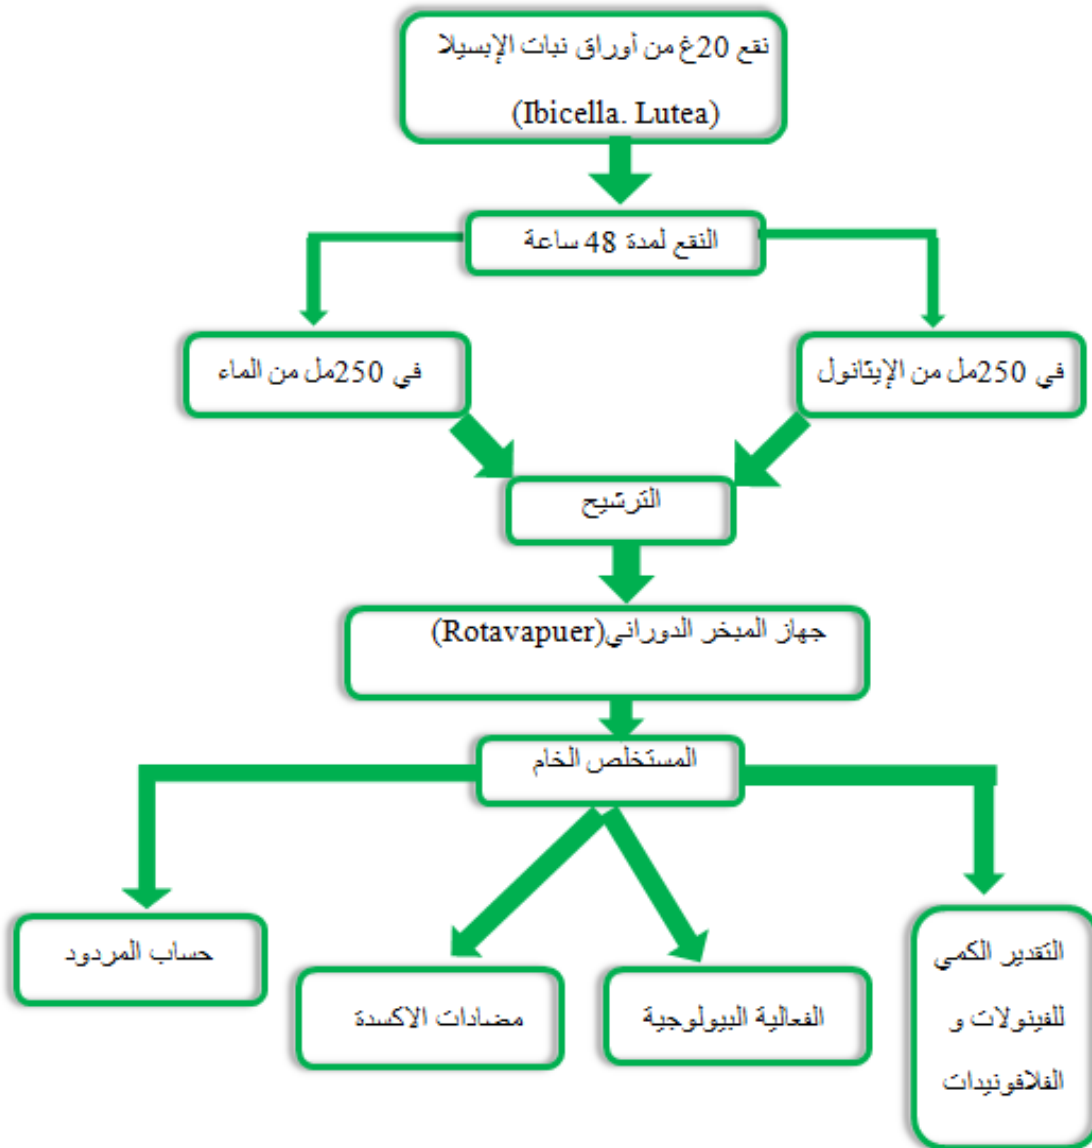 نقع 20غ من أوراق نبات الإبسيلا
(Ibicella. Lutea)
النقع لمدة 48 ساعة
في 250مل من الإيثانول
في 250مل من الماء
الترشيح
جهاز المبخر الدوراني(Rotavapuer)
المستخلص الخام
التقدير الكمي
للفينولات و
الفلافونيدات
الفعالية البيولوجية
مضادات الاكسدة
حساب المردود